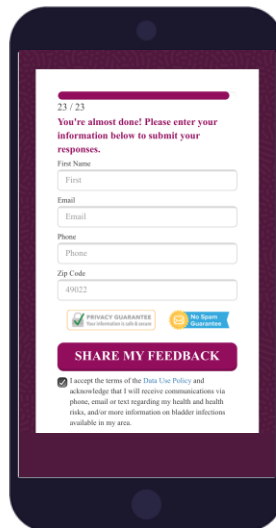 23 / 23
You're almost done! Please enter your
information below to submit your
responses.
First Name
First
Email
Email
Phone
Phone
Zip Code
49022
PRIVACY GUARANTEE
Your information is safe & secure
No Spam
Guarantee
SHARE MY FEEDBACK
I accept the terms of the Data Use Policy and
acknowledge that I will receive communications via
phone, email or text regarding my health and health
risks, and/or more information on bladder infections
available in my area.